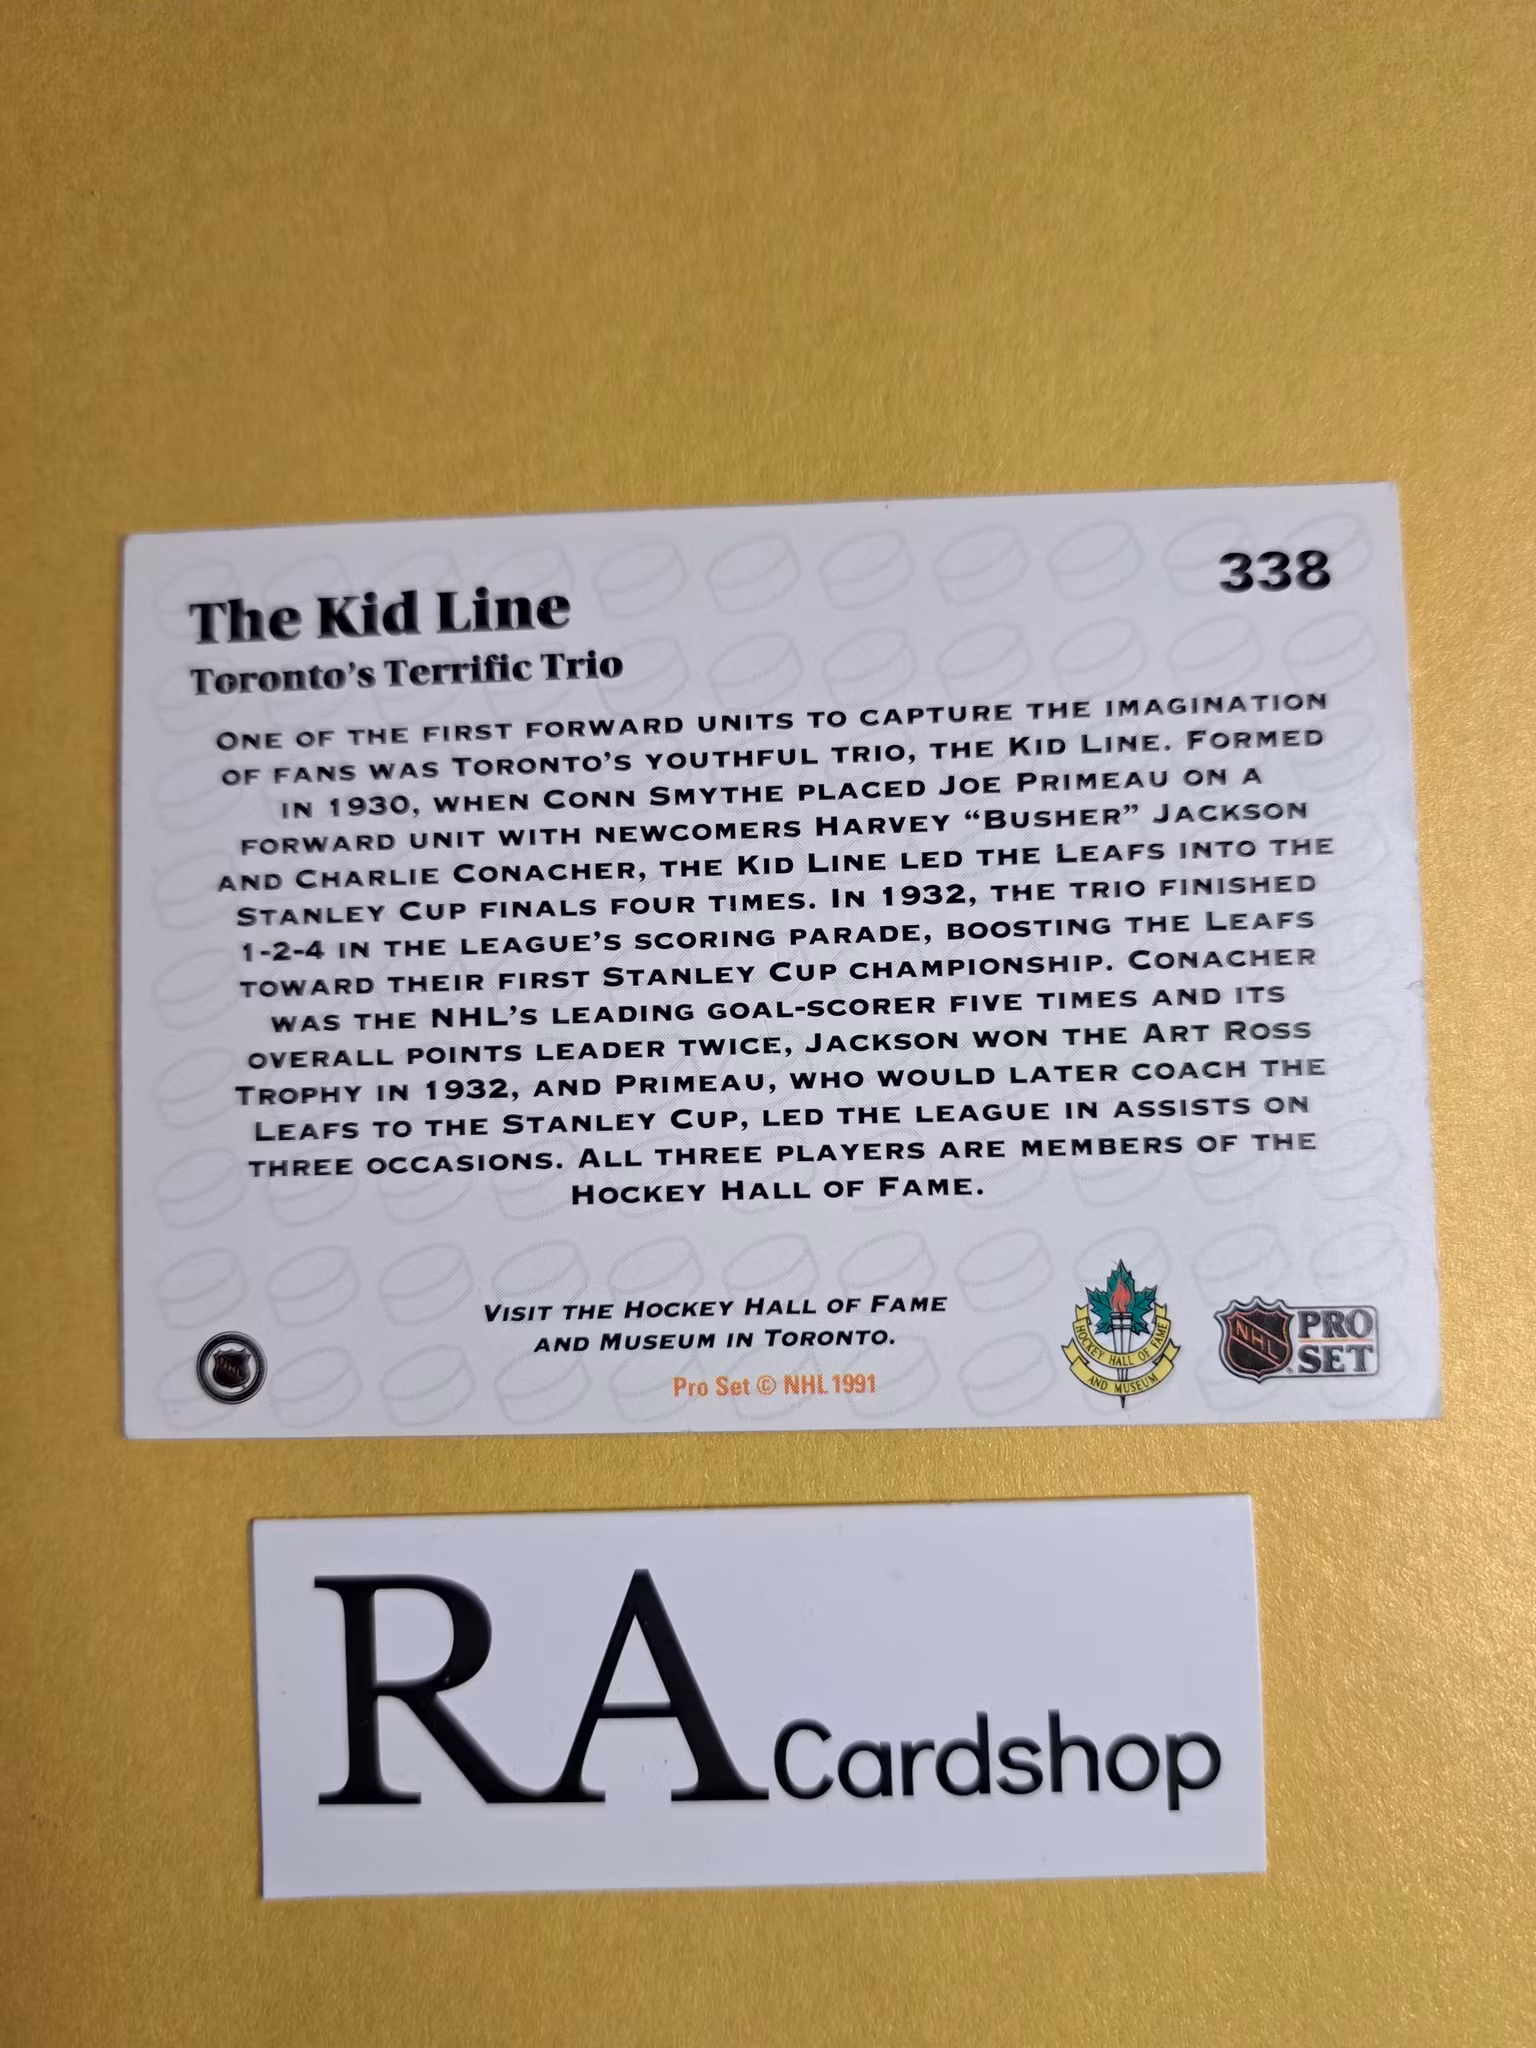 338
The Kid Line
Toronto's Terrific Trio
One of the first forward units to capture the imagination
of fans was Toronto's youthful trio, the Kid Line. Formed
in 1930, when Conn Smythe placed Joe Primeau on a
forward unit with newcomers Harvey “Busher” Jackson
and Charlie Conacher, the Kid Line led the Leafs into the
Stanley Cup finals four times. In 1932, the trio finished
1-2-4 in the league's scoring parade, boosting the Leafs
toward their first Stanley Cup championship. Conacher
was the NHL's leading goal-scorer five times and its
overall points leader twice, Jackson won the Art Ross
Trophy in 1932, and Primeau, who would later coach the
Leafs to the Stanley Cup, led the league in assists on
three occasions. All three players are members of the
Hockey Hall of Fame.
Visit the Hockey Hall of Fame
and Museum in Toronto.
Pro Set © NHL 1991
NHL
HOCKEY HALL OF FAME
AND MUSEUM
NHL
PRO
SET
RA Cardshop